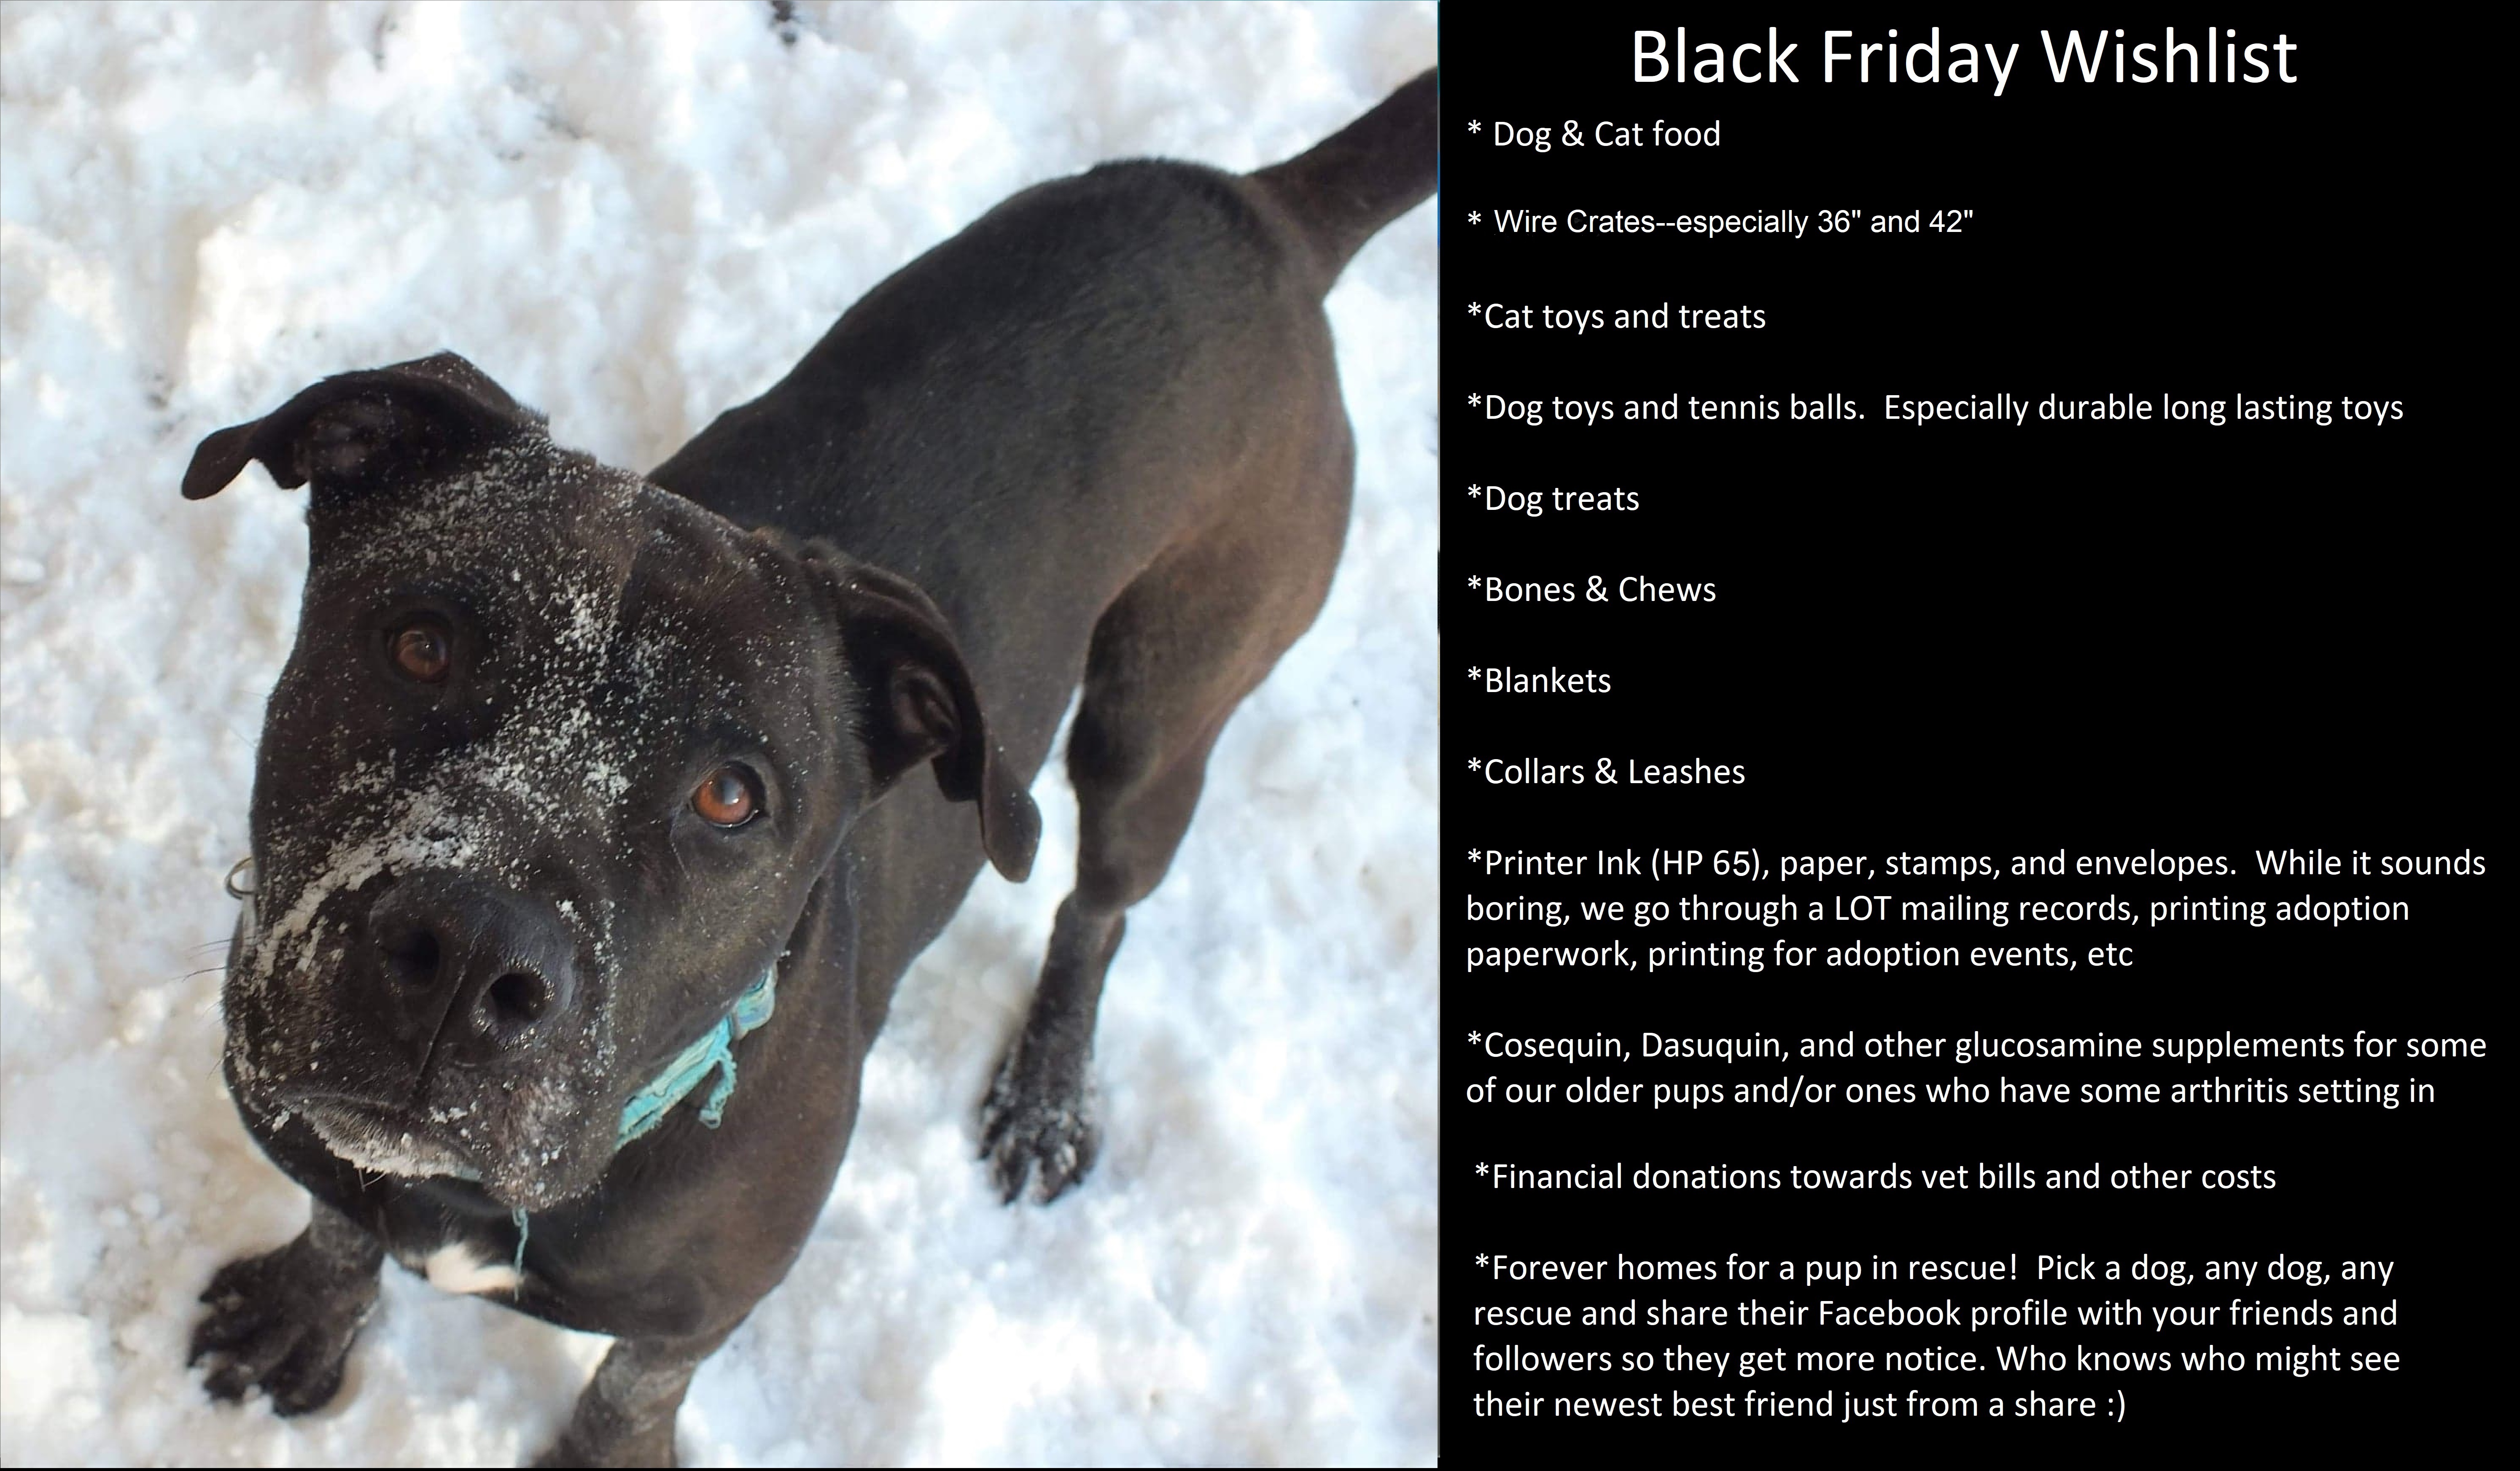 Black Friday Wishlist
* Dog & Cat food
* Wire Crates--especially 36" and 42"
*Cat toys and treats
*Dog toys and tennis balls.  Especially durable long lasting toys
*Dog treats
*Bones & Chews
*Blankets
*Collars & Leashes
*Printer Ink (HP 65), paper, stamps, and envelopes.  While it sounds
boring, we go through a LOT mailing records, printing adoption
paperwork, printing for adoption events, etc
*Cosequin, Dasuquin, and other glucosamine supplements for some
of our older pups and/or ones who have some arthritis setting in
*Financial donations towards vet bills and other costs
*Forever homes for a pup in rescue!  Pick a dog, any dog, any
rescue and share their Facebook profile with your friends and
followers so they get more notice. Who knows who might see
their newest best friend just from a share :)